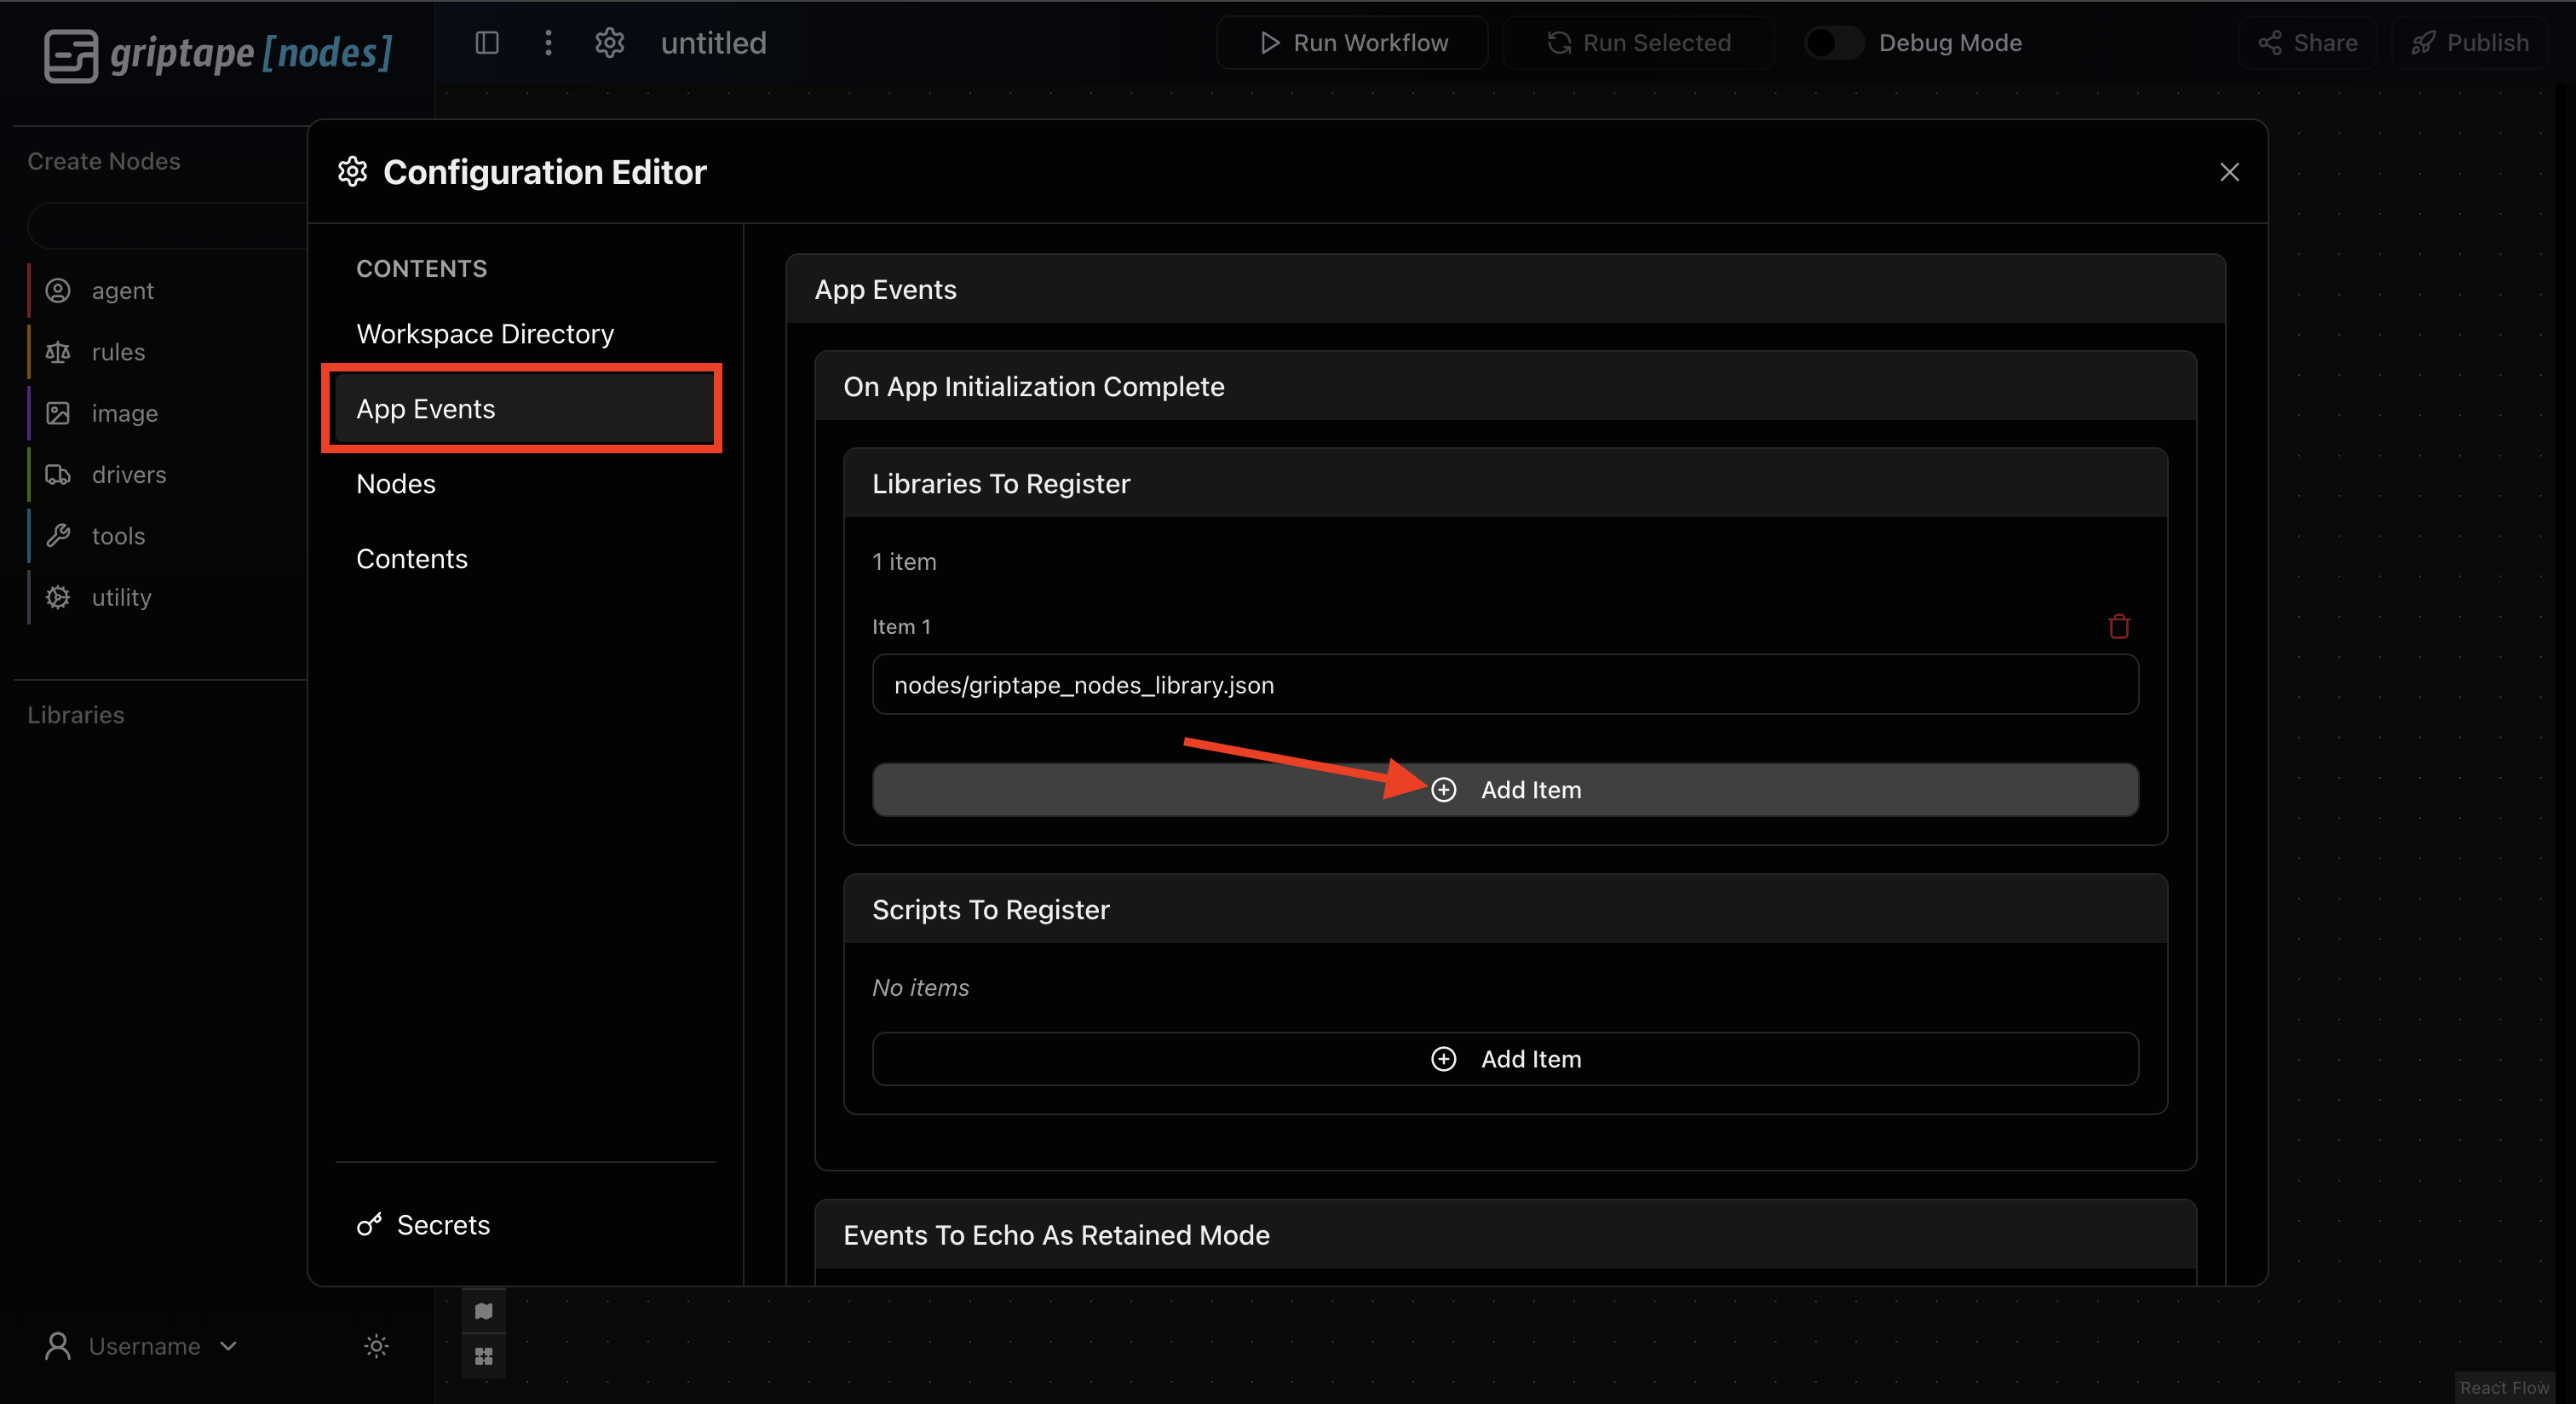 griptape [nodes]
untitled
Run Workflow
Run Selected
Debug Mode
Share
Publish
Create Nodes
agent
rules
image
drivers
tools
utility
Libraries
Username
Configuration Editor
CONTENTS
Workspace Directory
App Events
Nodes
Contents
Secrets
App Events
On App Initialization Complete
Libraries To Register
1 item
Item 1
nodes/griptape_nodes_library.json
Add Item
Scripts To Register
No items
Add Item
Events To Echo As Retained Mode
React Flow